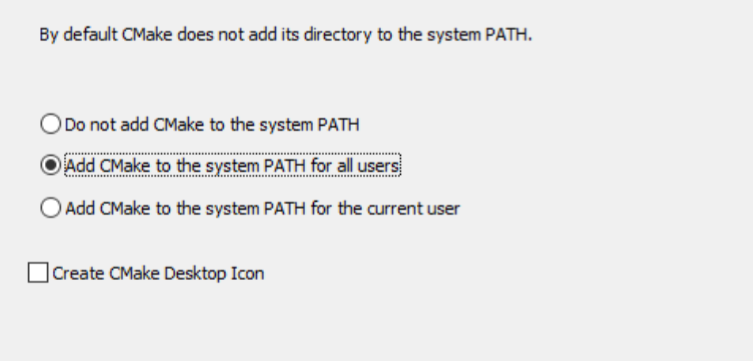 By default CMake does not add its directory to the system PATH.
Do not add CMake to the system PATH
Add CMake to the system PATH for all users
Add CMake to the system PATH for the current user
Create CMake Desktop Icon